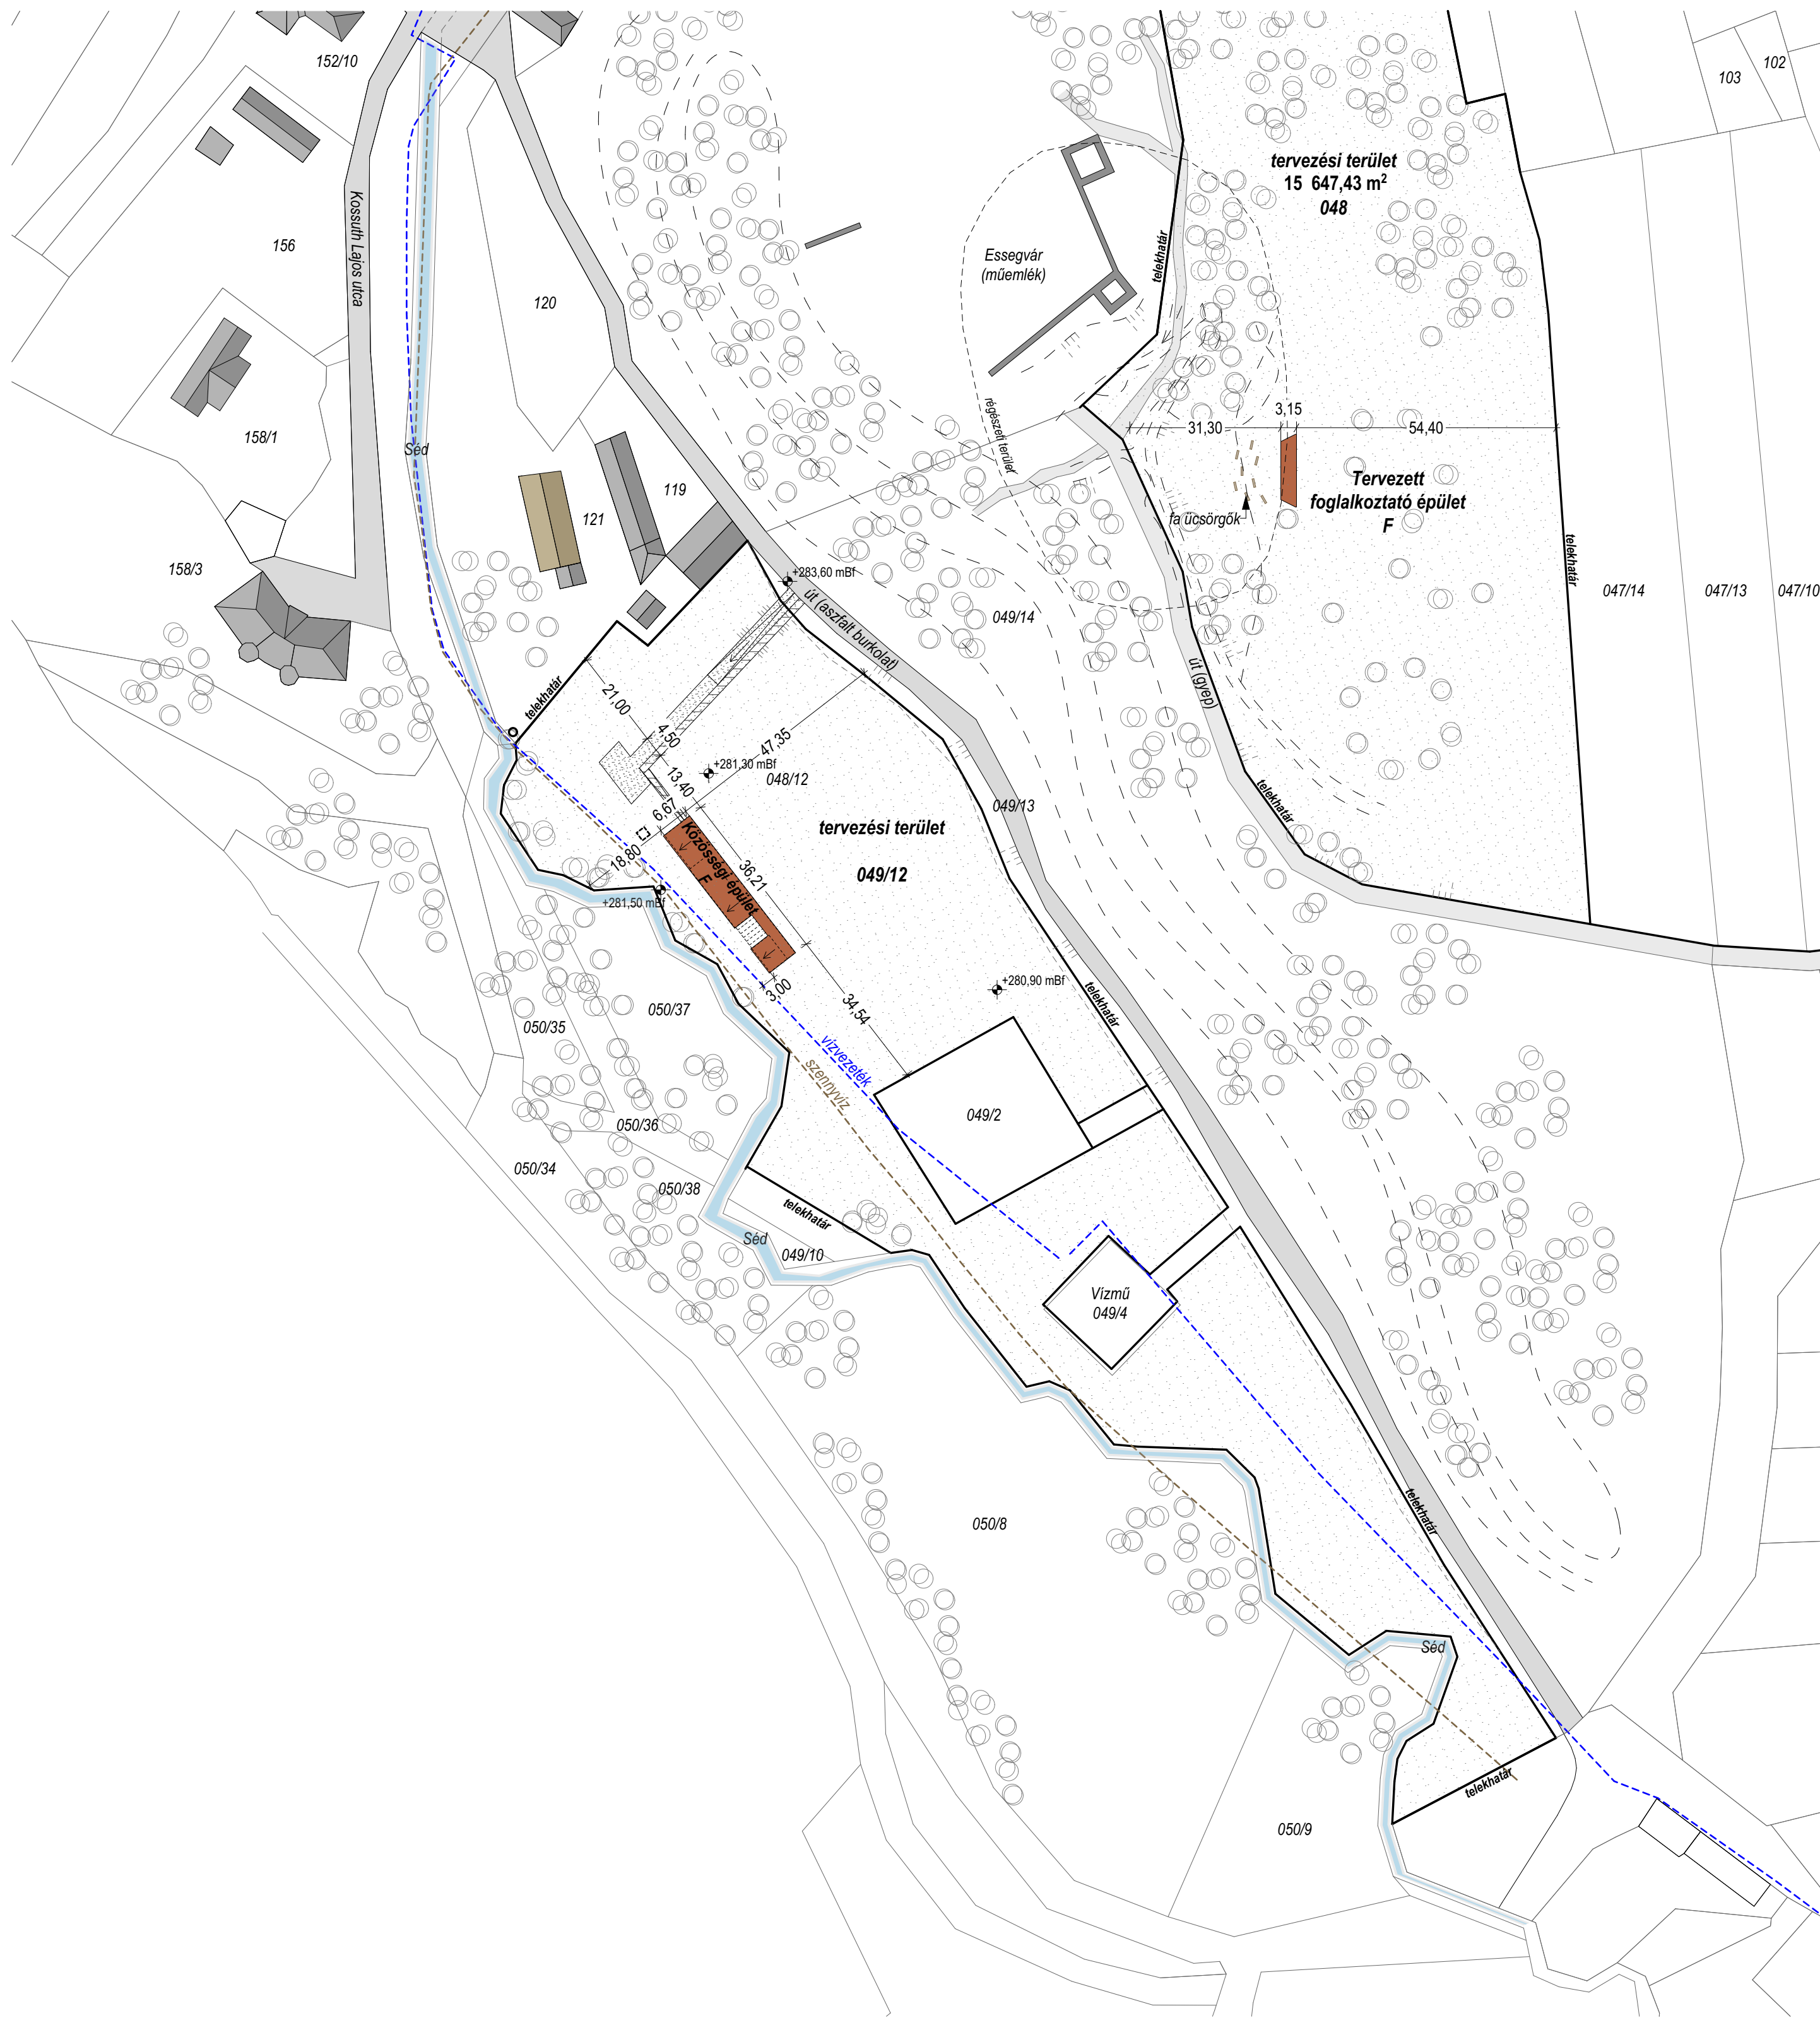 152/10
103
102
tervezési terület
15 647,43 m²
048
Kossuth Lajos utca
156
Essegvár
(műemlék)
telekhatár
120
régészeti terület
31,30
3,15
54,40
158/1
Séd
119
121
Tervezett
foglalkoztató épület
F
fa ücsörgők
telekhatár
158/3
+283,60 mBf
út (aszfalt burkolat)
049/14
047/14
047/13
047/10
út (gyep)
telekhatár
21,00
4,50
47,35
13,40
+281,30 mBf
048/12
6,67
049/13
telekhatár
tervezési terület
049/12
Közösségi épület
F
18,80
36,21
+281,50 mBf
3,00
34,54
+280,90 mBf
telekhatár
050/37
050/35
vízvezeték
szennyvíz
049/2
050/36
050/34
050/38
telekhatár
Séd
049/10
Vízmű
049/4
telekhatár
050/8
Séd
telekhatár
050/9